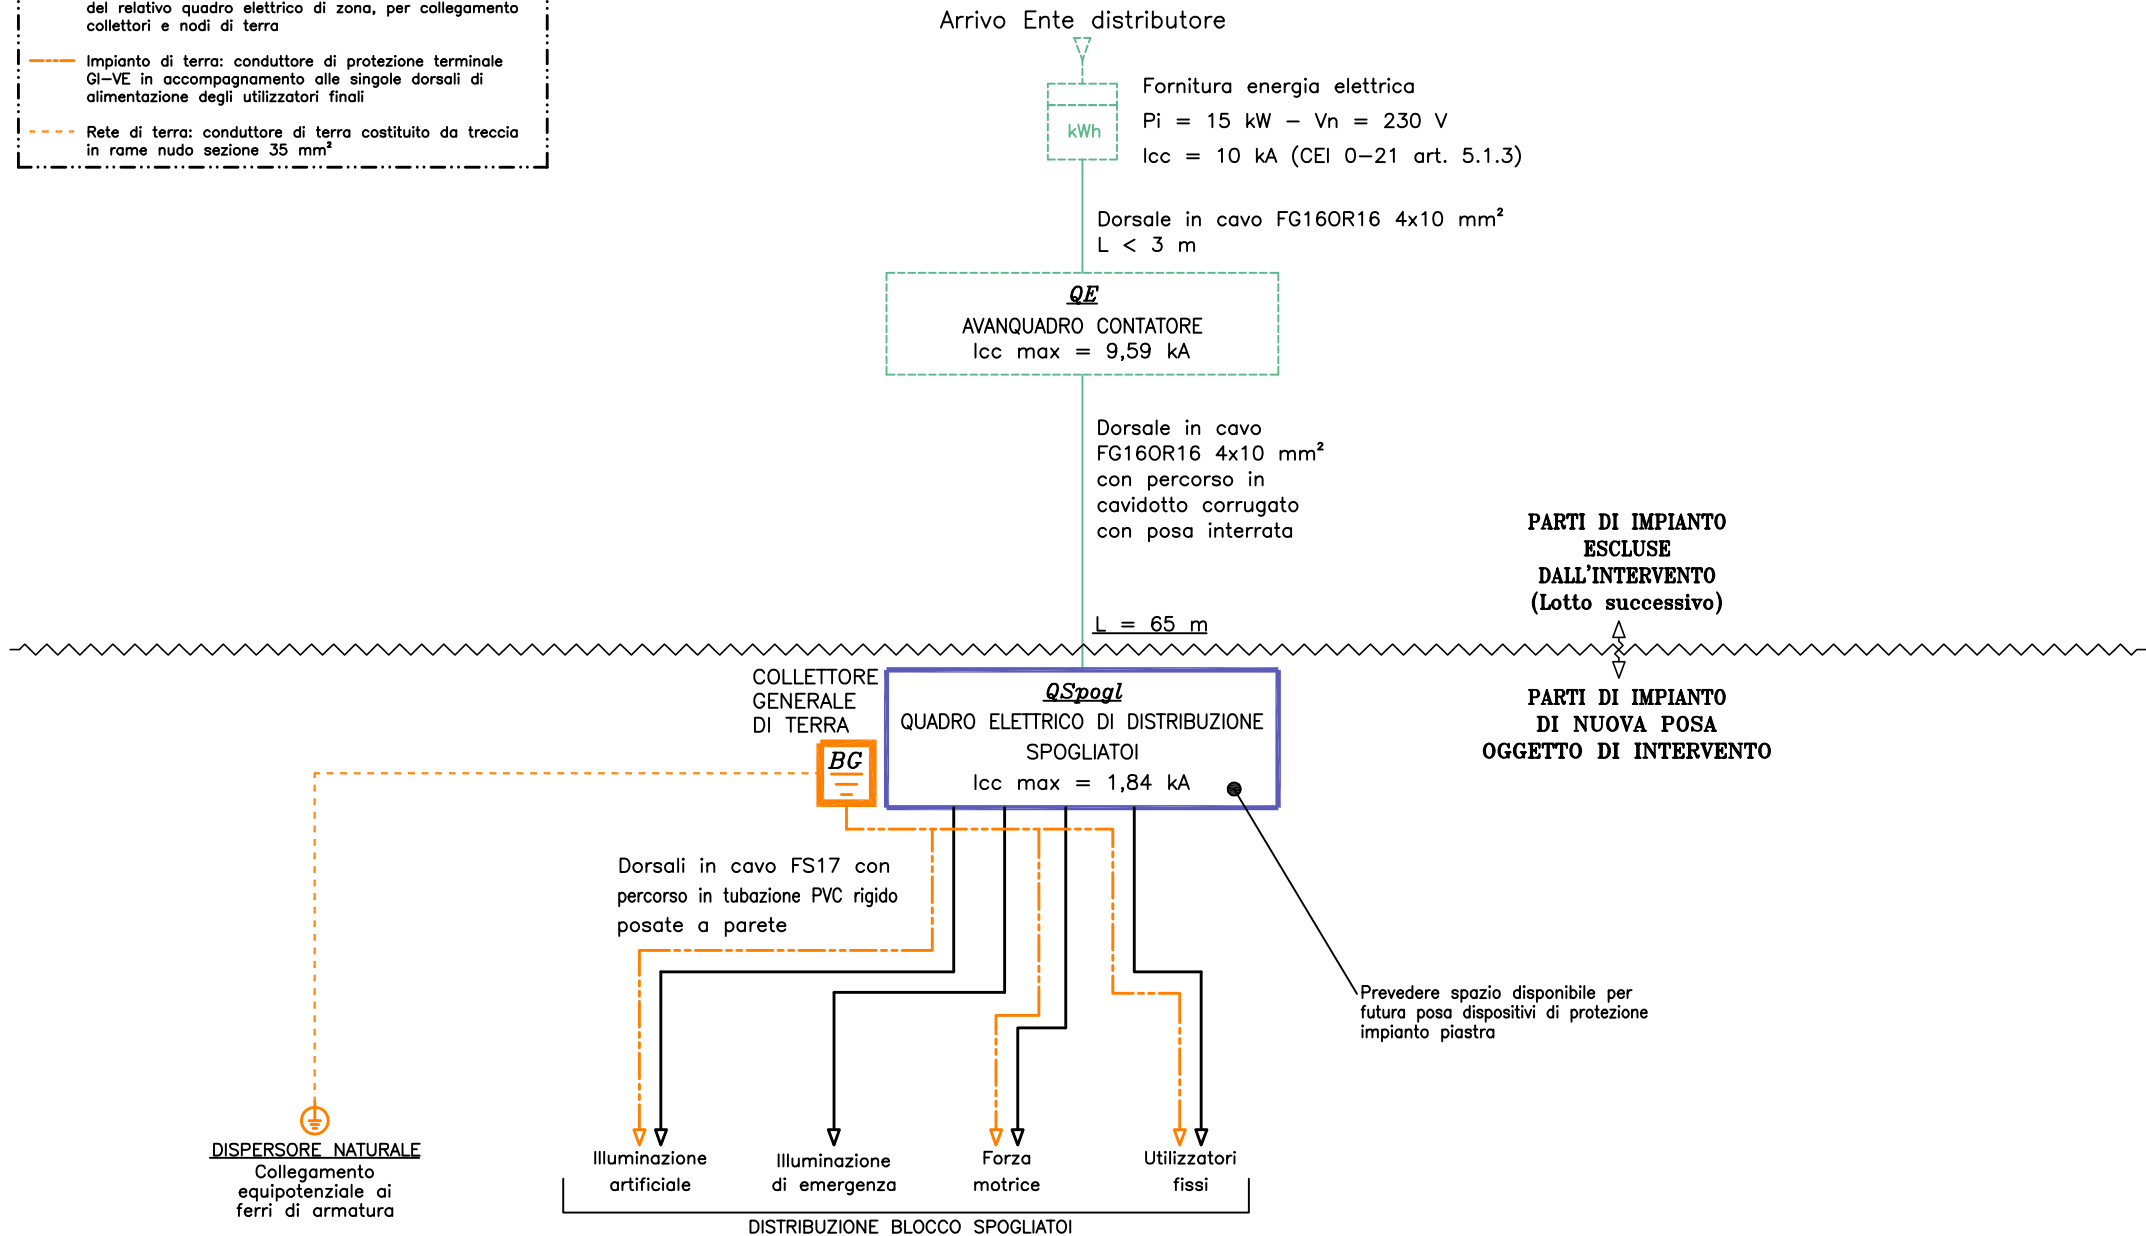 del relativo quadro elettrico di zona, per collegamento
collettori e nodi di terra
Impianto di terra: conduttore di protezione terminale
GI-VE in accompagnamento alle singole dorsali di
alimentazione degli utilizzatori finali
Rete di terra: conduttore di terra costituito da treccia
in rame nudo sezione 35 mm²
Arrivo Ente distributore
kWh
Fornitura energia elettrica
Pi = 15 kW - Vn = 230 V
Icc = 10 kA (CEI 0-21 art. 5.1.3)
Dorsale in cavo FG16OR16 4x10 mm²
L < 3 m
QE
AVANQUADRO CONTATORE
Icc max = 9,59 kA
Dorsale in cavo
FG16OR16 4x10 mm²
con percorso in
cavidotto corrugato
con posa interrata
L = 65 m
PARTI DI IMPIANTO
ESCLUSE
DALL'INTERVENTO
(Lotto successivo)
PARTI DI IMPIANTO
DI NUOVA POSA
OGGETTO DI INTERVENTO
COLLETTORE
GENERALE
DI TERRA
BG
QSpogl
QUADRO ELETTRICO DI DISTRIBUZIONE
SPOGLIATOI
Icc max = 1,84 kA
Dorsali in cavo FS17 con
percorso in tubazione PVC rigido
posate a parete
Prevedere spazio disponibile per
futura posa dispositivi di protezione
impianto piastra
DISPERSORE NATURALE
Collegamento
equipotenziale ai
ferri di armatura
Illuminazione
artificiale
Illuminazione
di emergenza
Forza
motrice
Utilizzatori
fissi
DISTRIBUZIONE BLOCCO SPOGLIATOI